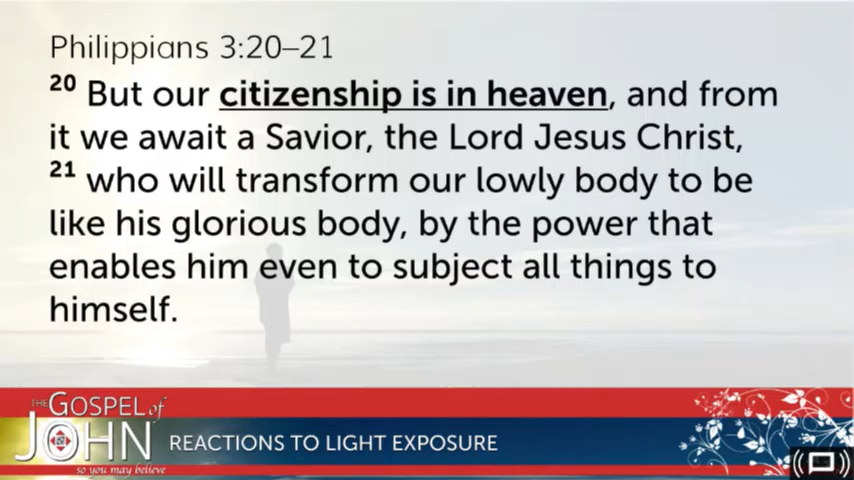 Philippians 3:20–21
20 But our citizenship is in heaven, and from
it we await a Savior, the Lord Jesus Christ,
21 who will transform our lowly body to be
like his glorious body, by the power that
enables him even to subject all things to
himself.
THE GOSPEL of
JOHN
so you may believe
REACTIONS TO LIGHT EXPOSURE